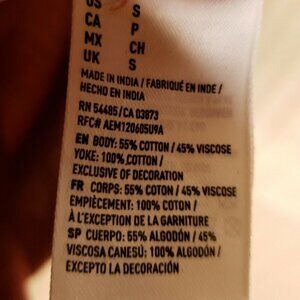 US S
CA P
MX CH
UK S
MADE IN INDIA / FABRIQUÉ EN INDE /
HECHO EN INDIA
RN 54485/CA 03873
RFC# AEM120605U9A
EN BODY: 55% COTTON / 45% VISCOSE
YOKE: 100% COTTON /
EXCLUSIVE OF DECORATION
FR CORPS: 55% COTON / 45% VISCOSE
EMPIÈCEMENT: 100% COTON /
À L'EXCEPTION DE LA GARNITURE
SP CUERPO: 55% ALGODÓN / 45%
VISCOSA CANESÚ: 100% ALGODÓN /
EXCEPTO LA DECORACIÓN